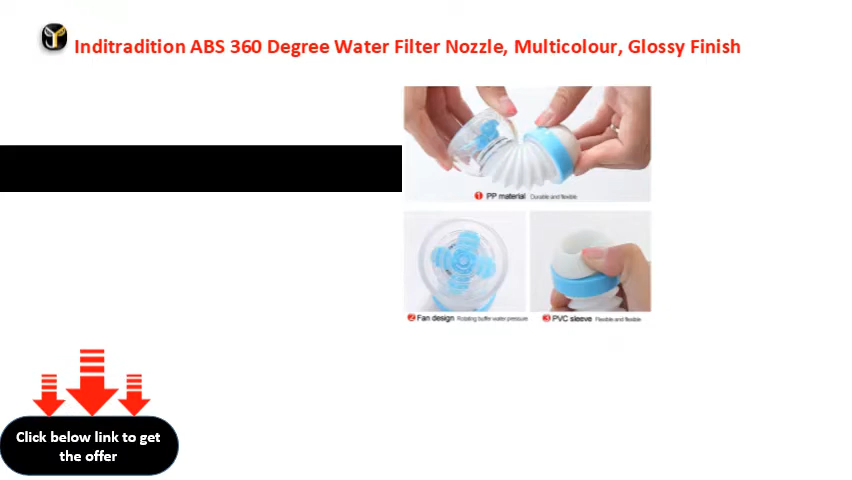 Inditradition ABS 360 Degree Water Filter Nozzle, Multicolour, Glossy Finish
1 PP material Durable and flexible
2 Fan design Rotating buffer water pressure
3 PVC sleeve Flexible and flexible
Click below link to get
the offer